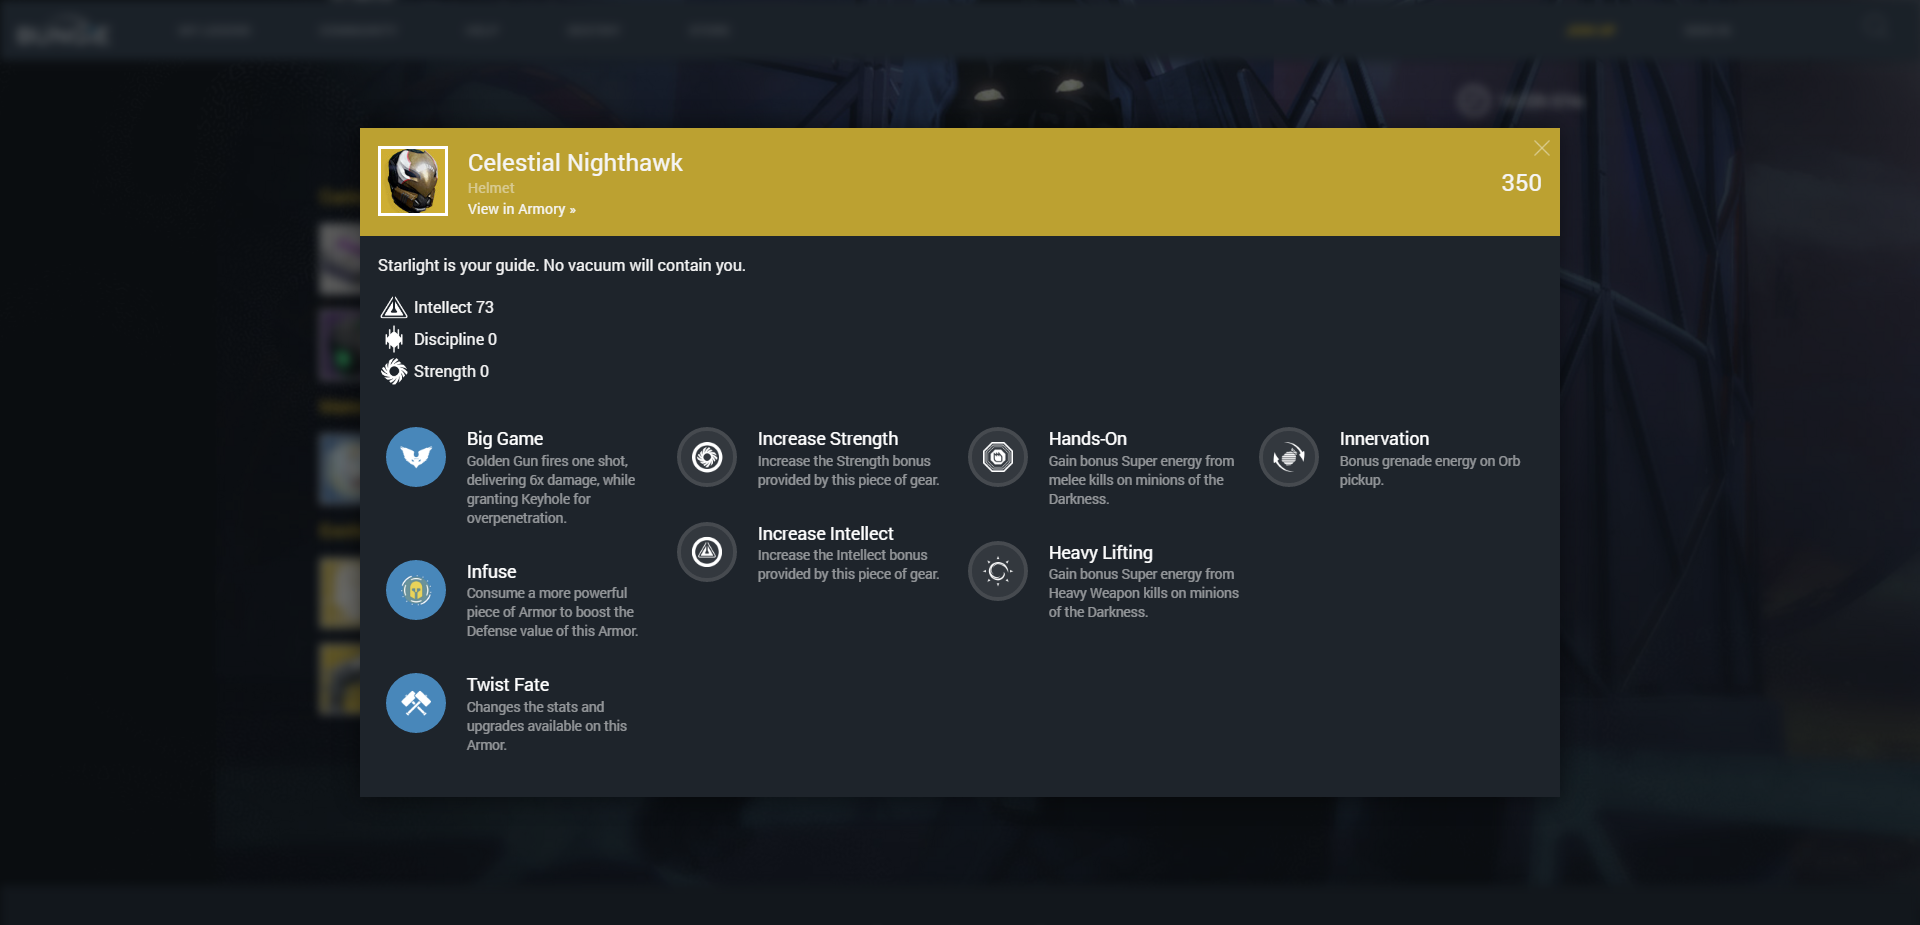 Celestial Nighthawk
Helmet
View in Armory »
350
Starlight is your guide. No vacuum will contain you.
Intellect 73
Discipline 0
Strength 0
Big Game
Golden Gun fires one shot,
delivering 6x damage, while
granting Keyhole for
overpenetration.
Infuse
Consume a more powerful
piece of Armor to boost the
Defense value of this Armor.
Twist Fate
Changes the stats and
upgrades available on this
Armor.
Increase Strength
Increase the Strength bonus
provided by this piece of gear.
Increase Intellect
Increase the Intellect bonus
provided by this piece of gear.
Hands-On
Gain bonus Super energy from
melee kills on minions of the
Darkness.
Heavy Lifting
Gain bonus Super energy from
Heavy Weapon kills on minions
of the Darkness.
Innervation
Bonus grenade energy on Orb
pickup.